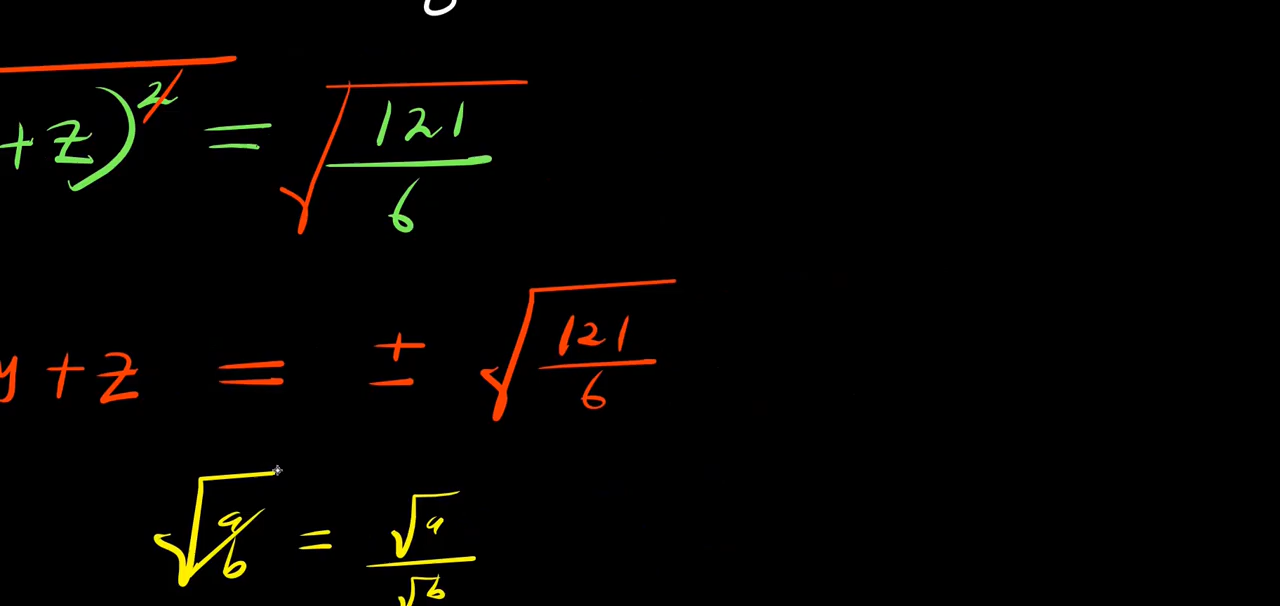 + z)² = √(121/6)
y + z = ± √(121/6)
√(a/b) = √a/√b